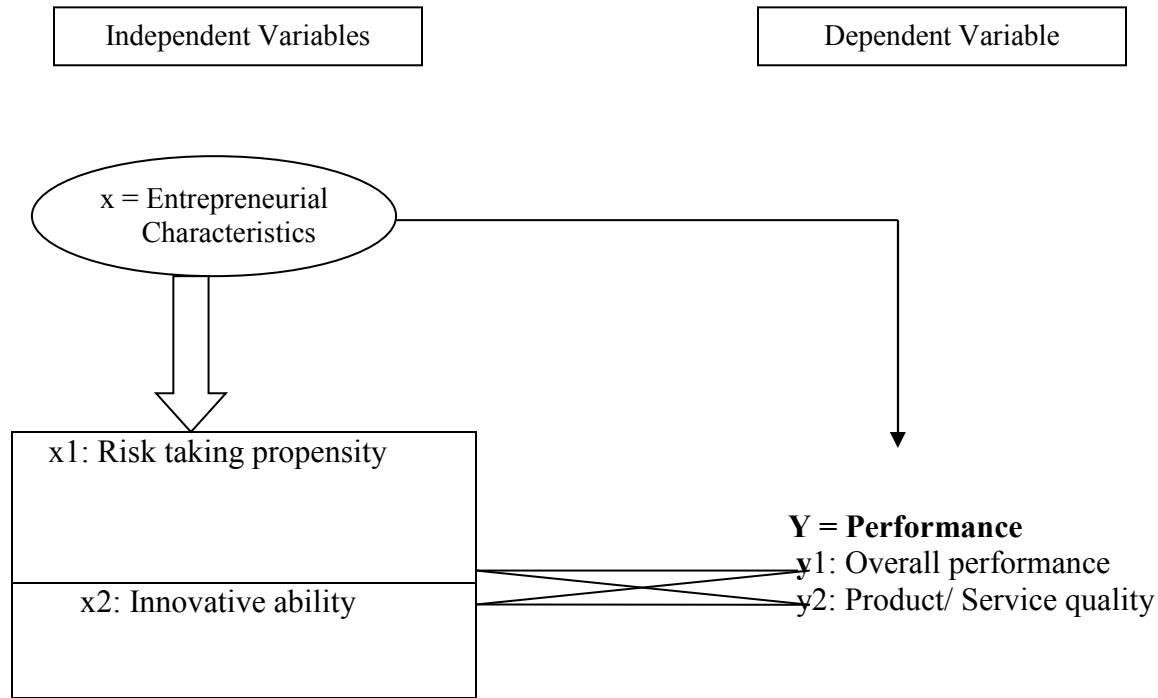 Independent Variables
Dependent Variable
x = Entrepreneurial
Characteristics
x1: Risk taking propensity
x2: Innovative ability
Y = Performance
y1: Overall performance
y2: Product/ Service quality